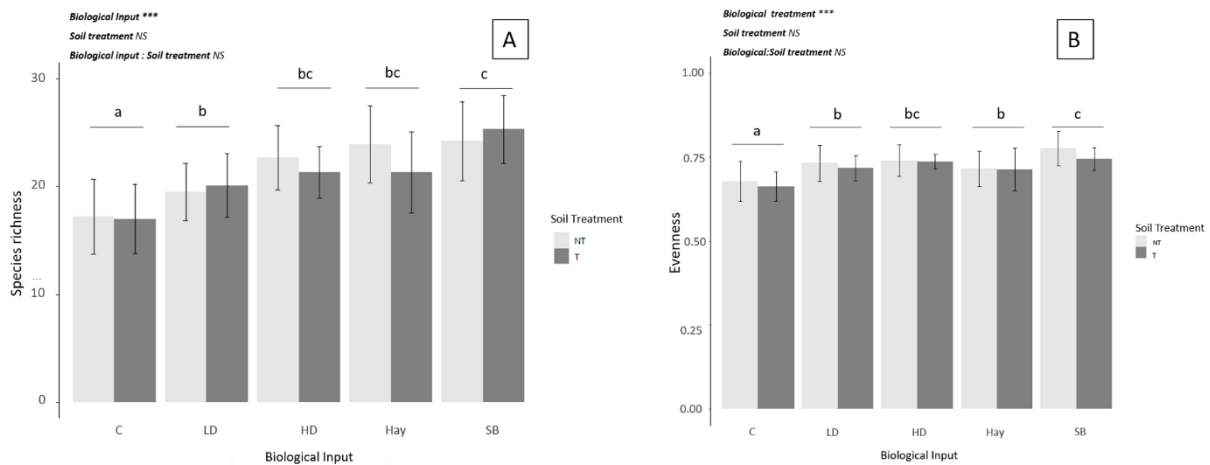 Biological Input ***
Soil treatment NS
Biological input : Soil treatment NS
A
30
20
10
0
Species richness
a
b
bc
bc
c
C
LD
HD
Hay
SB
Biological Input
Soil Treatment
NT
T
Biological treatment ***
Soil treatment NS
Biological:Soil treatment NS
B
1.00
0.75
0.50
0.25
0.00
Evenness
a
b
bc
b
c
C
LD
HD
Hay
SB
Biological Input
Soil Treatment
NT
T